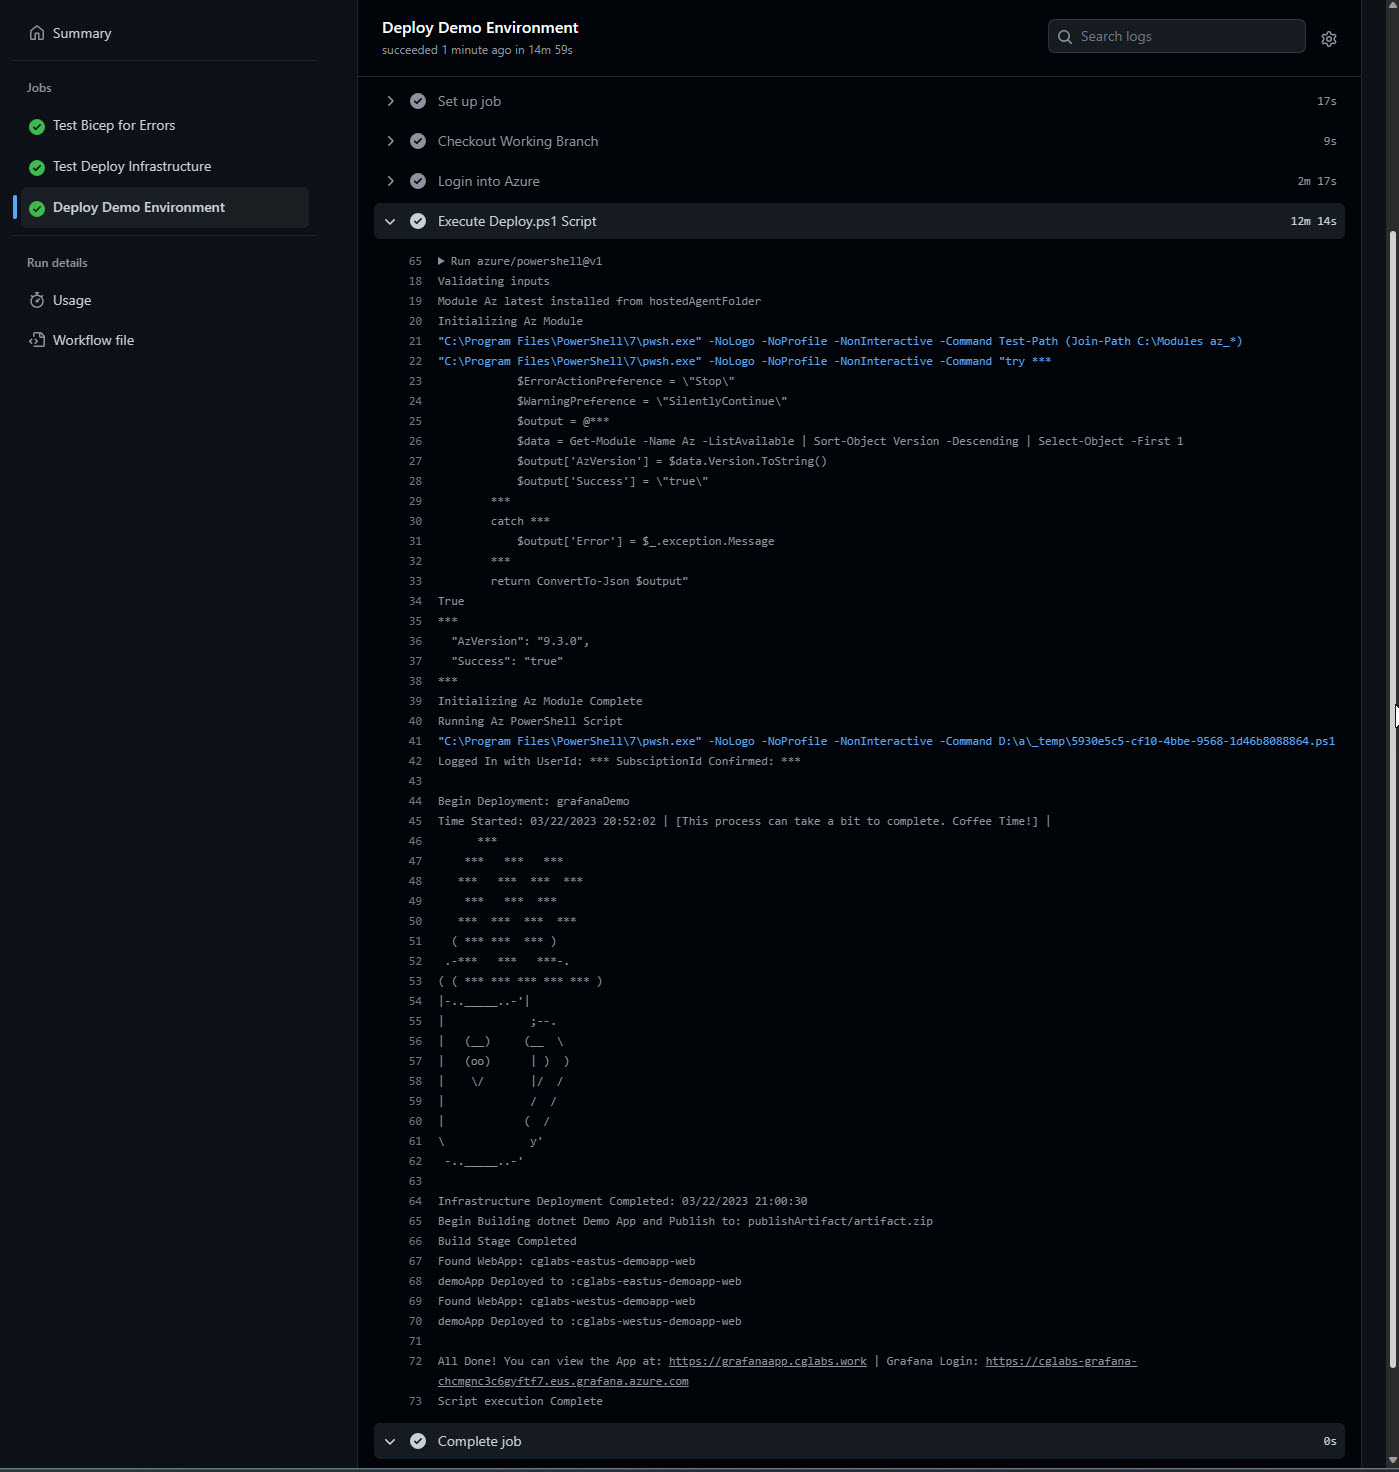 Summary
Jobs
Test Bicep for Errors
Test Deploy Infrastructure
Deploy Demo Environment
Run details
Usage
Workflow file
Deploy Demo Environment
succeeded 1 minute ago in 14m 59s
Search logs
Set up job 17s
Checkout Working Branch 9s
Login into Azure 2m 17s
Execute Deploy.ps1 Script 12m 14s
65 ▶ Run azure/powershell@v1
18 Validating inputs
19 Module Az latest installed from hostedAgentFolder
20 Initializing Az Module
21 "C:\Program Files\PowerShell\7\pwsh.exe" -NoLogo -NoProfile -NonInteractive -Command Test-Path (Join-Path C:\Modules az_*)
22 "C:\Program Files\PowerShell\7\pwsh.exe" -NoLogo -NoProfile -NonInteractive -Command "try ***
23             $ErrorActionPreference = \"Stop\"
24             $WarningPreference = \"SilentlyContinue\"
25             $output = @***
26             $data = Get-Module -Name Az -ListAvailable | Sort-Object Version -Descending | Select-Object -First 1
27             $output['AzVersion'] = $data.Version.ToString()
28             $output['Success'] = \"true\"
29         ***
30         catch ***
31             $output['Error'] = $_.exception.Message
32         ***
33         return ConvertTo-Json $output"
34 True
35 ***
36   "AzVersion": "9.3.0",
37   "Success": "true"
38 ***
39 Initializing Az Module Complete
40 Running Az PowerShell Script
41 "C:\Program Files\PowerShell\7\pwsh.exe" -NoLogo -NoProfile -NonInteractive -Command D:\a\_temp\5930e5c5-cf10-4bbe-9568-1d46b8088864.ps1
42 Logged In with UserId: *** SubsciptionId Confirmed: ***
43
44 Begin Deployment: grafanaDemo
45 Time Started: 03/22/2023 20:52:02 | [This process can take a bit to complete. Coffee Time!] |
46       ***
47     ***   ***   ***
48    ***   ***  ***  ***
49     ***   ***  ***
50    ***  ***  ***  ***
51   ( *** ***  *** )
52  .-***   ***   ***-.
53 ( ( *** *** *** *** *** )
54 |-.._____..-'|
55 |             ;--.
56 |   (__)     (__  \
57 |   (oo)      | )  )
58 |    \/       |/  /
59 |             /  /
60 |            (  /
61 \             y'
62  -.._____..-'
63
64 Infrastructure Deployment Completed: 03/22/2023 21:00:30
65 Begin Building dotnet Demo App and Publish to: publishArtifact/artifact.zip
66 Build Stage Completed
67 Found WebApp: cglabs-eastus-demoapp-web
68 demoApp Deployed to :cglabs-eastus-demoapp-web
69 Found WebApp: cglabs-westus-demoapp-web
70 demoApp Deployed to :cglabs-westus-demoapp-web
71
72 All Done! You can view the App at: https://grafanaapp.cglabs.work | Grafana Login: https://cglabs-grafana-
chcmgnc3c6gyftf7.eus.grafana.azure.com
73 Script execution Complete
Complete job 0s